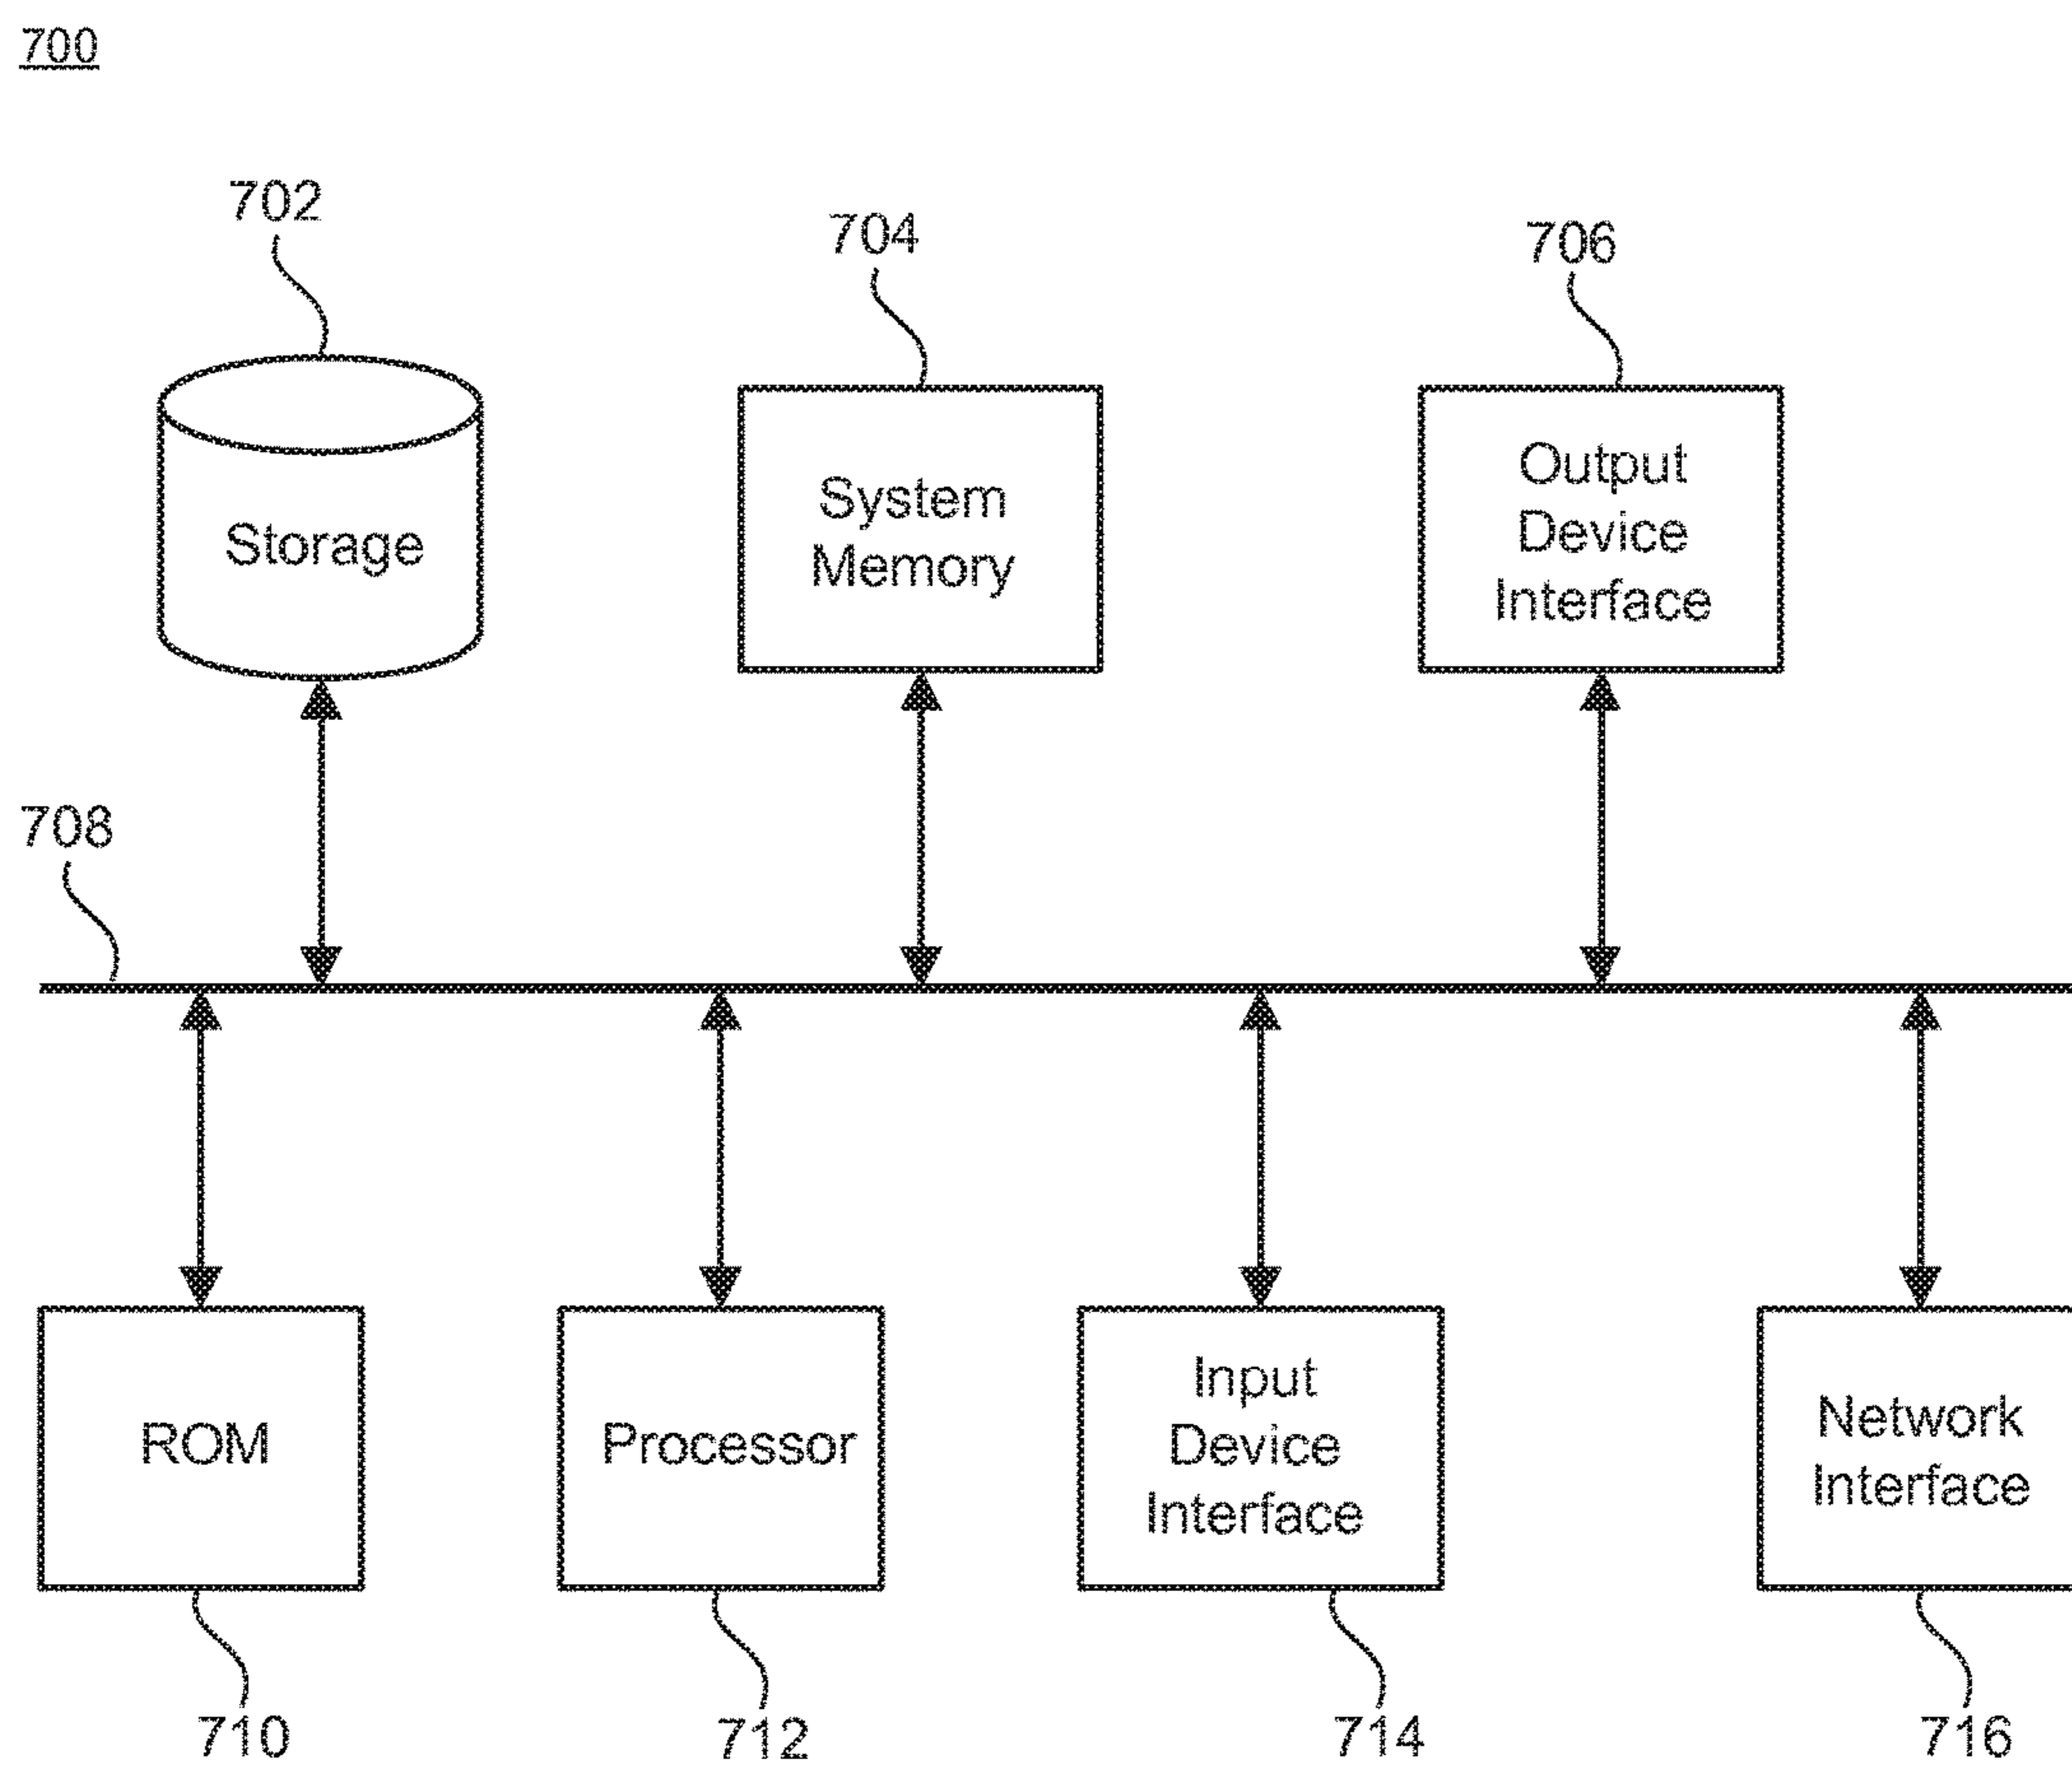 700
702
704
706
Storage
System
Memory
Output
Device
Interface
708
ROM
Processor
Input
Device
Interface
Network
Interface
710
712
714
716